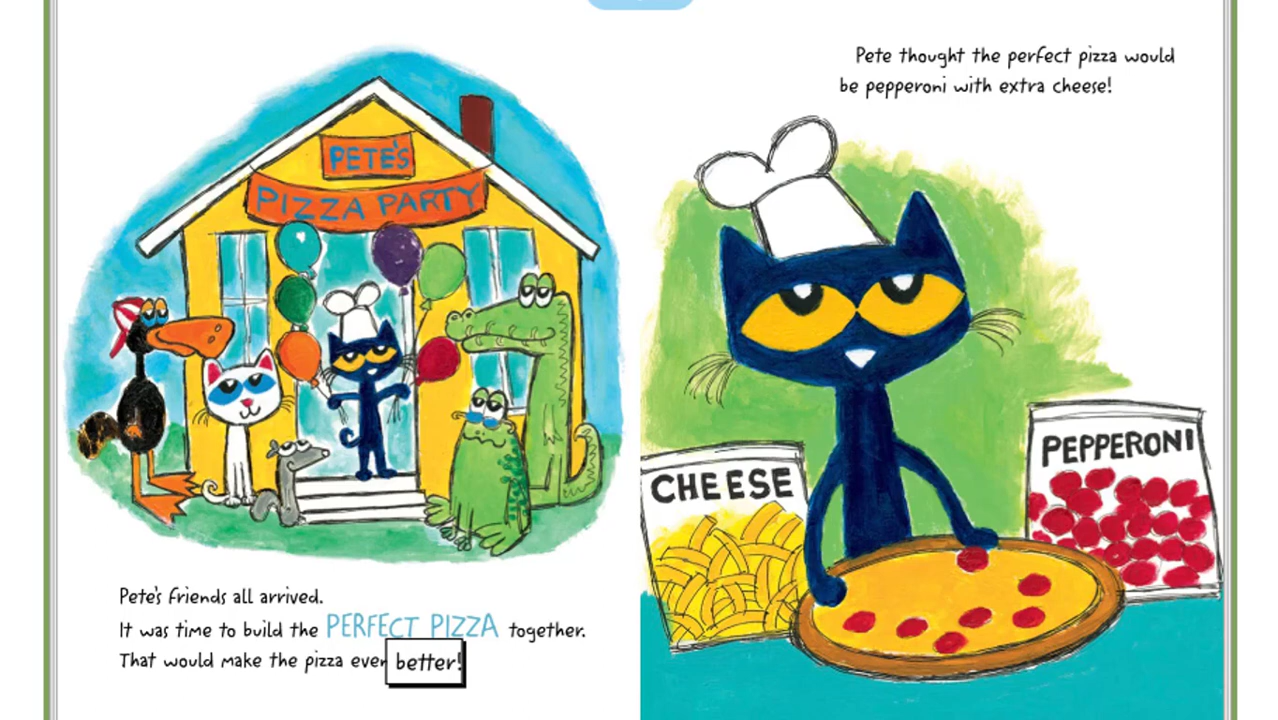 PETE'S
PIZZA PARTY
Pete's friends all arrived.
It was time to build the PERFECT PIZZA together.
That would make the pizza even better!
Pete thought the perfect pizza would
be pepperoni with extra cheese!
CHEESE
PEPPERONI